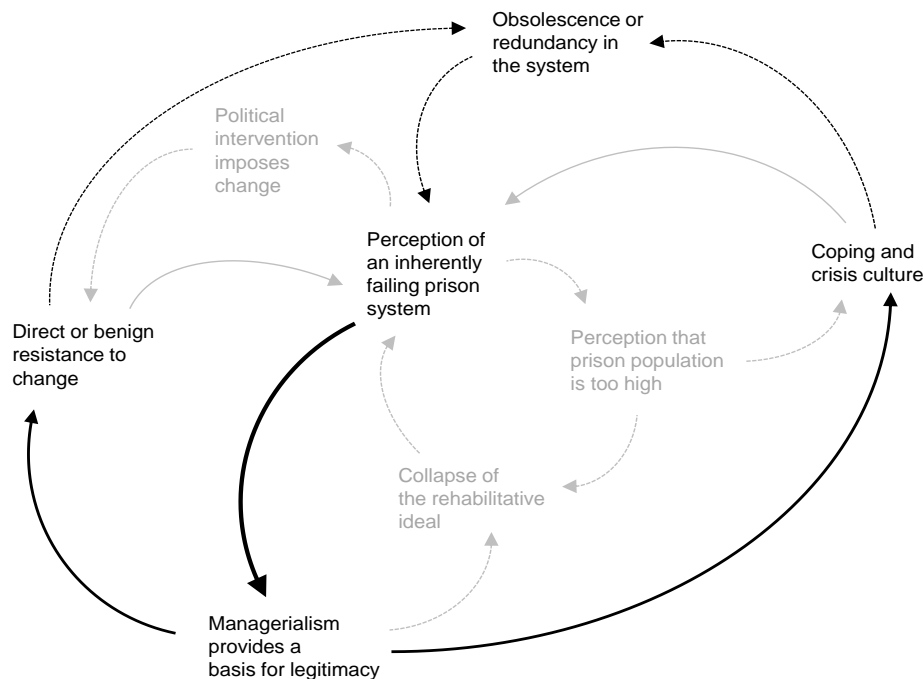 Obsolescence or
redundancy in
the system
Political
intervention
imposes
change
Perception of
an inherently
failing prison
system
Coping and
crisis culture
Direct or benign
resistance to
change
Perception that
prison population
is too high
Collapse of
the rehabilitative
ideal
Managerialism
provides a
basis for legitimacy